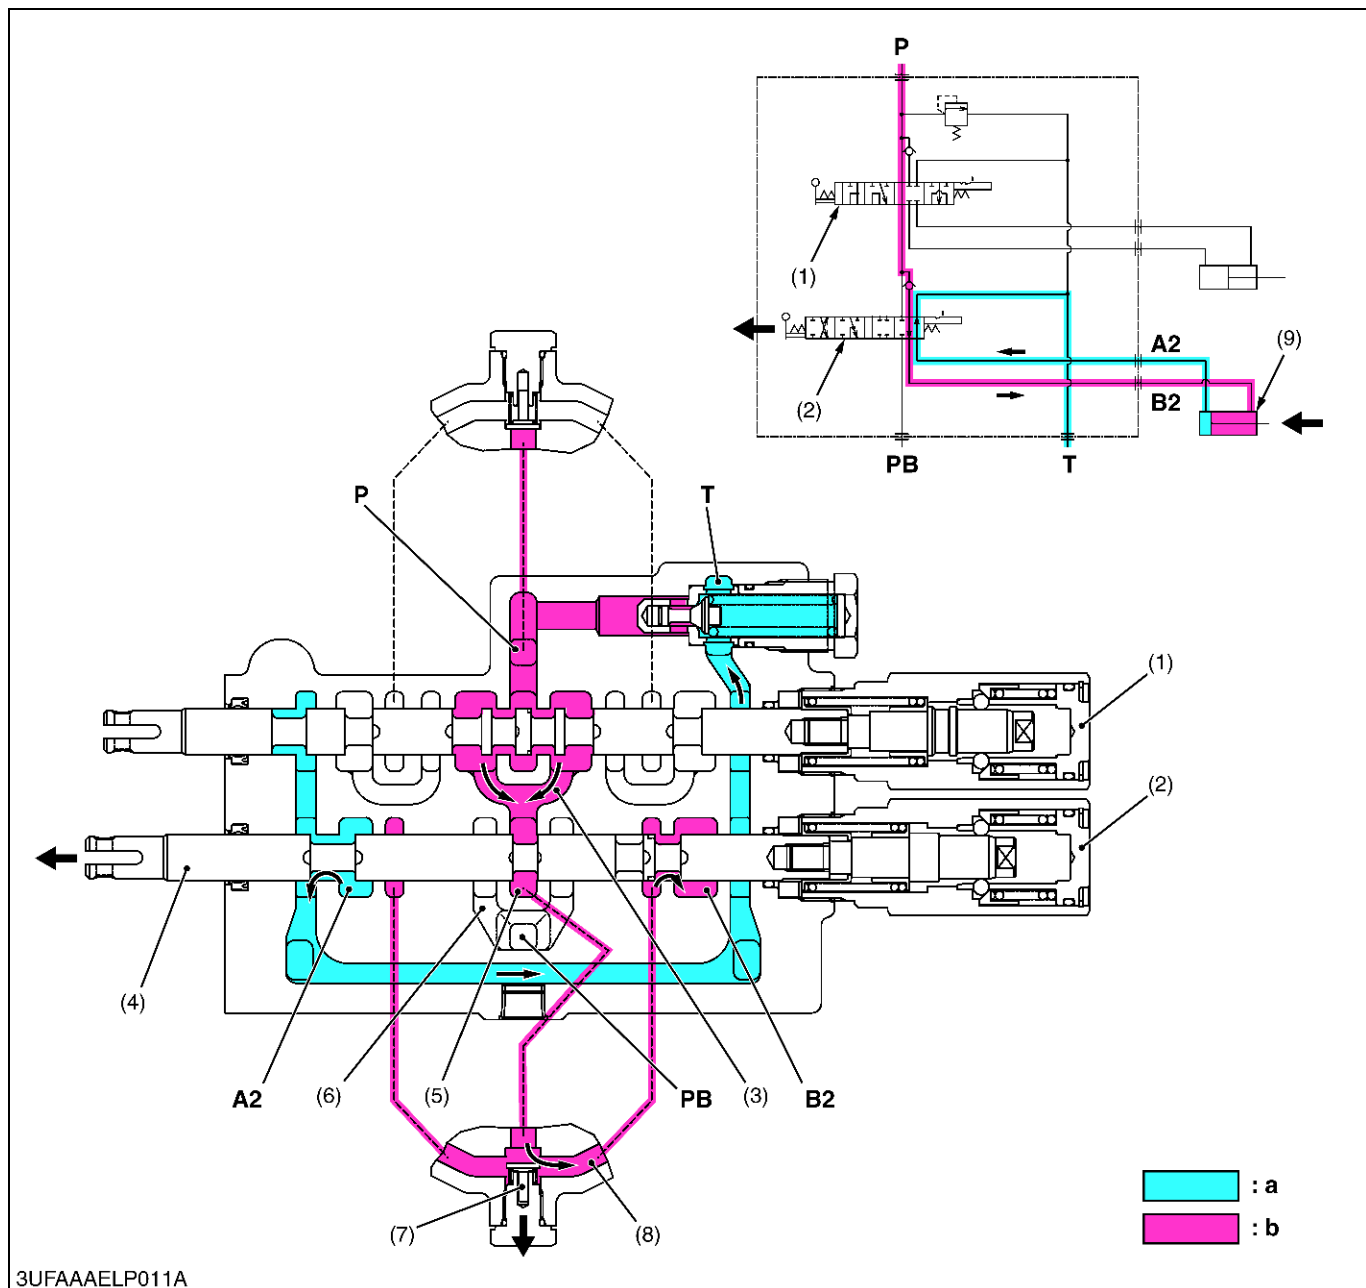 P
(1)
(2)
A2
(9)
B2
PB
T
P
T
(1)
(2)
(4)
A2
(6)
(5)
PB
(3)
B2
(7)
(8)
: a
: b
3UFAAAELP011A